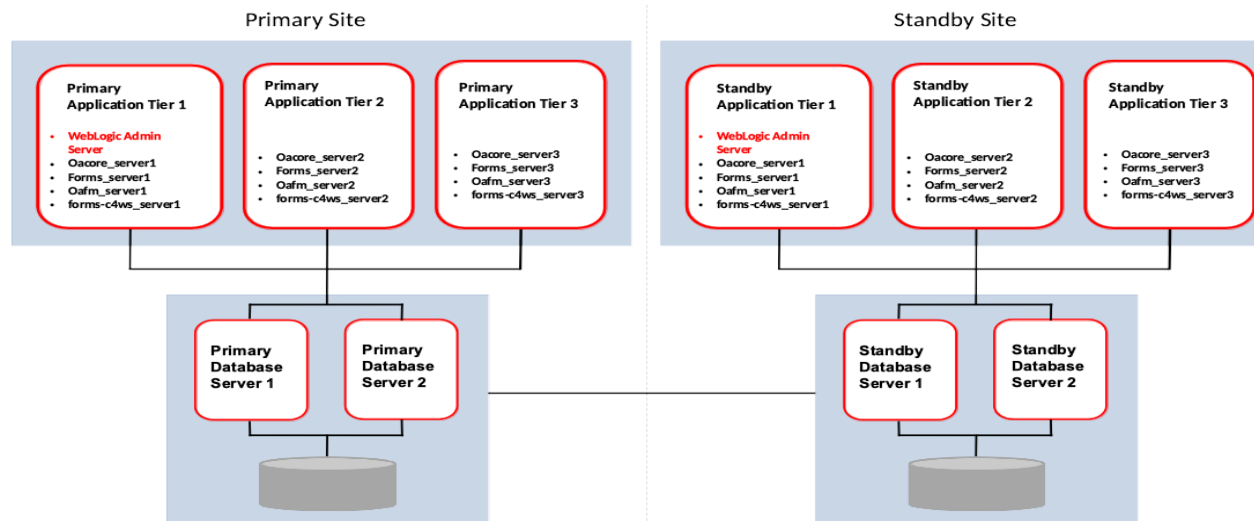 Primary Site
Standby Site
Primary
Application Tier 1
• WebLogic Admin
Server
• Oacore_server1
• Forms_server1
• Oafm_server1
• forms-c4ws_server1
Primary
Application Tier 2
• Oacore_server2
• Forms_server2
• Oafm_server2
• forms-c4ws_server2
Primary
Application Tier 3
• Oacore_server3
• Forms_server3
• Oafm_server3
• forms-c4ws_server3
Standby
Application Tier 1
• WebLogic Admin
Server
• Oacore_server1
• Forms_server1
• Oafm_server1
• forms-c4ws_server1
Standby
Application Tier 2
• Oacore_server2
• Forms_server2
• Oafm_server2
• forms-c4ws_server2
Standby
Application Tier 3
• Oacore_server3
• Forms_server3
• Oafm_server3
• forms-c4ws_server3
Primary
Database
Server 1
Primary
Database
Server 2
Standby
Database
Server 1
Standby
Database
Server 2